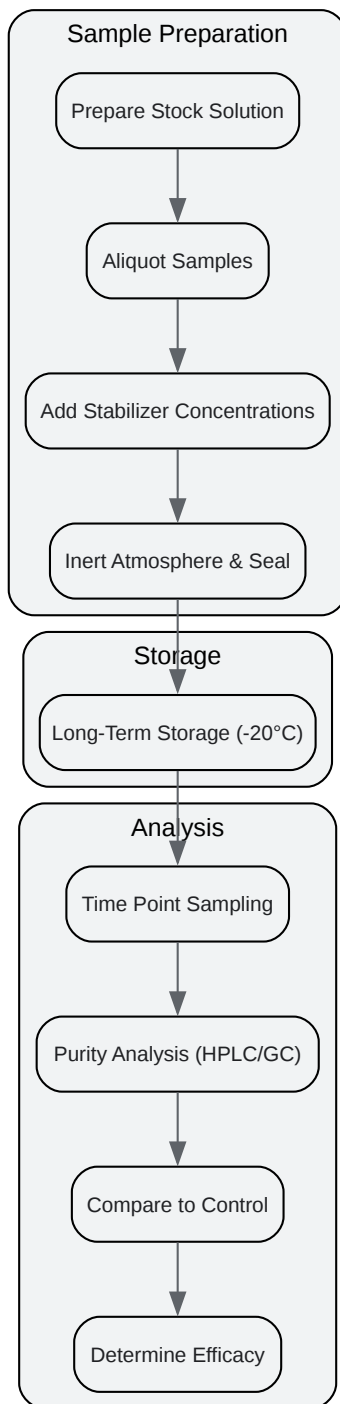 Sample Preparation
Prepare Stock Solution
Aliquot Samples
Add Stabilizer Concentrations
Inert Atmosphere & Seal
Storage
Long-Term Storage (-20°C)
Analysis
Time Point Sampling
Purity Analysis (HPLC/GC)
Compare to Control
Determine Efficacy